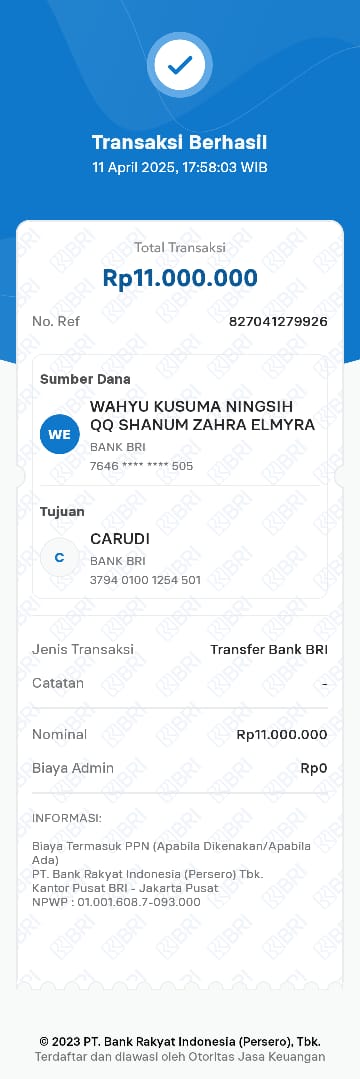 Transaksi Berhasil
11 April 2025, 17:58:03 WIB
Total Transaksi
Rp11.000.000
No. Ref 827041279926
Sumber Dana
WE
WAHYU KUSUMA NINGSIH
QQ SHANUM ZAHRA ELMYRA
BANK BRI
7646 **** **** 505
Tujuan
C
CARUDI
BANK BRI
3794 0100 1254 501
Jenis Transaksi Transfer Bank BRI
Catatan -
Nominal Rp11.000.000
Biaya Admin Rp0
INFORMASI:
Biaya Termasuk PPN (Apabila Dikenakan/Apabila
Ada)
PT. Bank Rakyat Indonesia (Persero) Tbk.
Kantor Pusat BRI - Jakarta Pusat
NPWP : 01.001.608.7-093.000
© 2023 PT. Bank Rakyat Indonesia (Persero), Tbk.
Terdaftar dan diawasi oleh Otoritas Jasa Keuangan